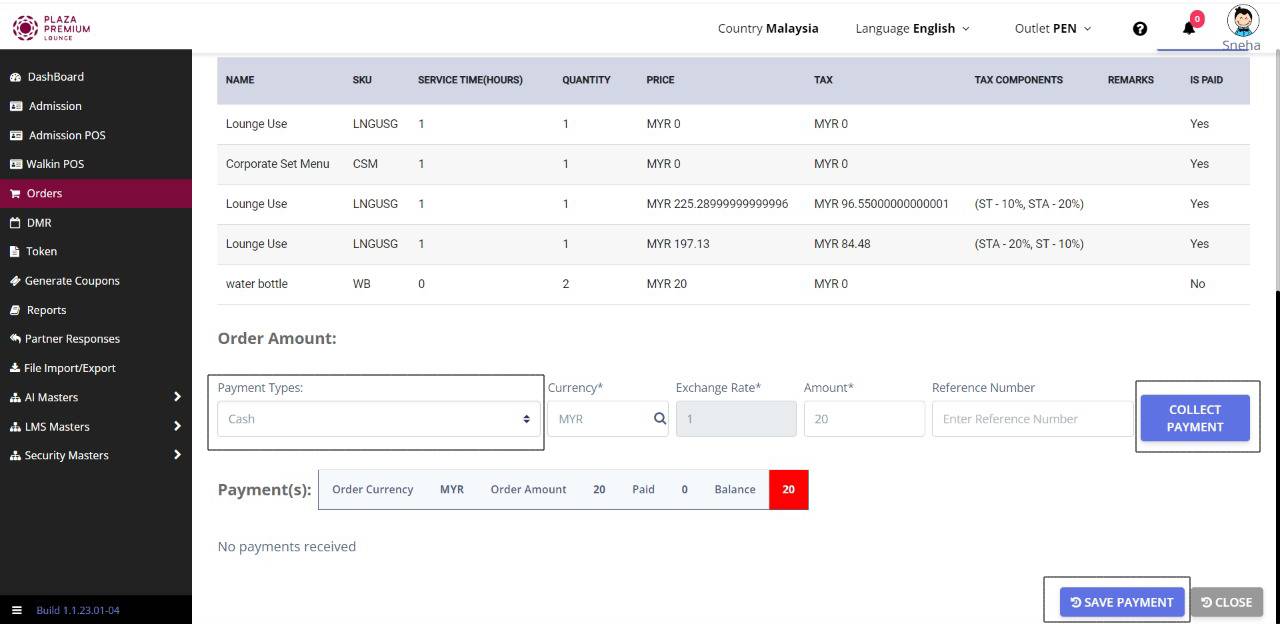 PLAZA
PREMIUM
LOUNGE
Country Malaysia
Language English
Outlet PEN
0
Sneha
DashBoard
Admission
Admission POS
Walkin POS
Orders
DMR
Token
Generate Coupons
Reports
Partner Responses
File Import/Export
AI Masters
LMS Masters
Security Masters
Build 1.1.23.01-04
NAME SKU SERVICE TIME(HOURS) QUANTITY PRICE TAX TAX COMPONENTS REMARKS IS PAID
Lounge Use LNGUSG 1 1 MYR 0 MYR 0 Yes
Corporate Set Menu CSM 1 1 MYR 0 MYR 0 Yes
Lounge Use LNGUSG 1 1 MYR 225.28999999999996 MYR 96.55000000000001 (ST - 10%, STA - 20%) Yes
Lounge Use LNGUSG 1 1 MYR 197.13 MYR 84.48 (STA - 20%, ST - 10%) Yes
water bottle WB 0 2 MYR 20 MYR 0 No
Order Amount:
Payment Types: Currency* Exchange Rate* Amount* Reference Number
Cash MYR 1 20 Enter Reference Number
COLLECT
PAYMENT
Payment(s): Order Currency MYR Order Amount 20 Paid 0 Balance 20
No payments received
SAVE PAYMENT
CLOSE